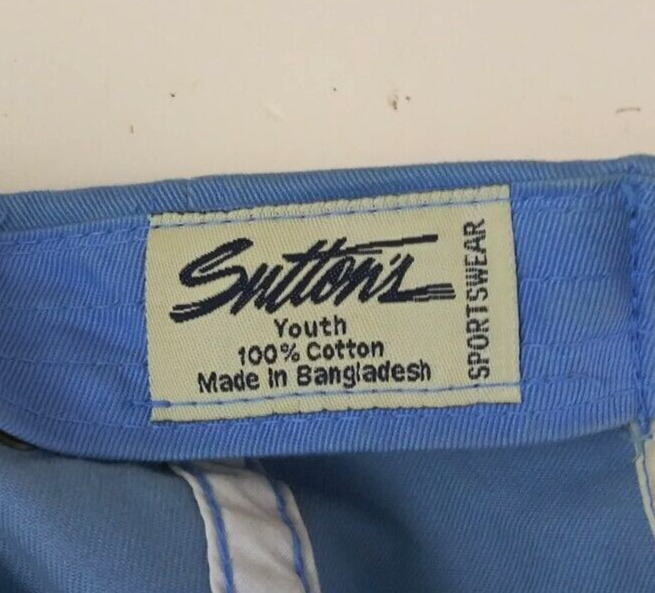 Sutton's
Youth
100% Cotton
Made in Bangladesh
SPORTSWEAR